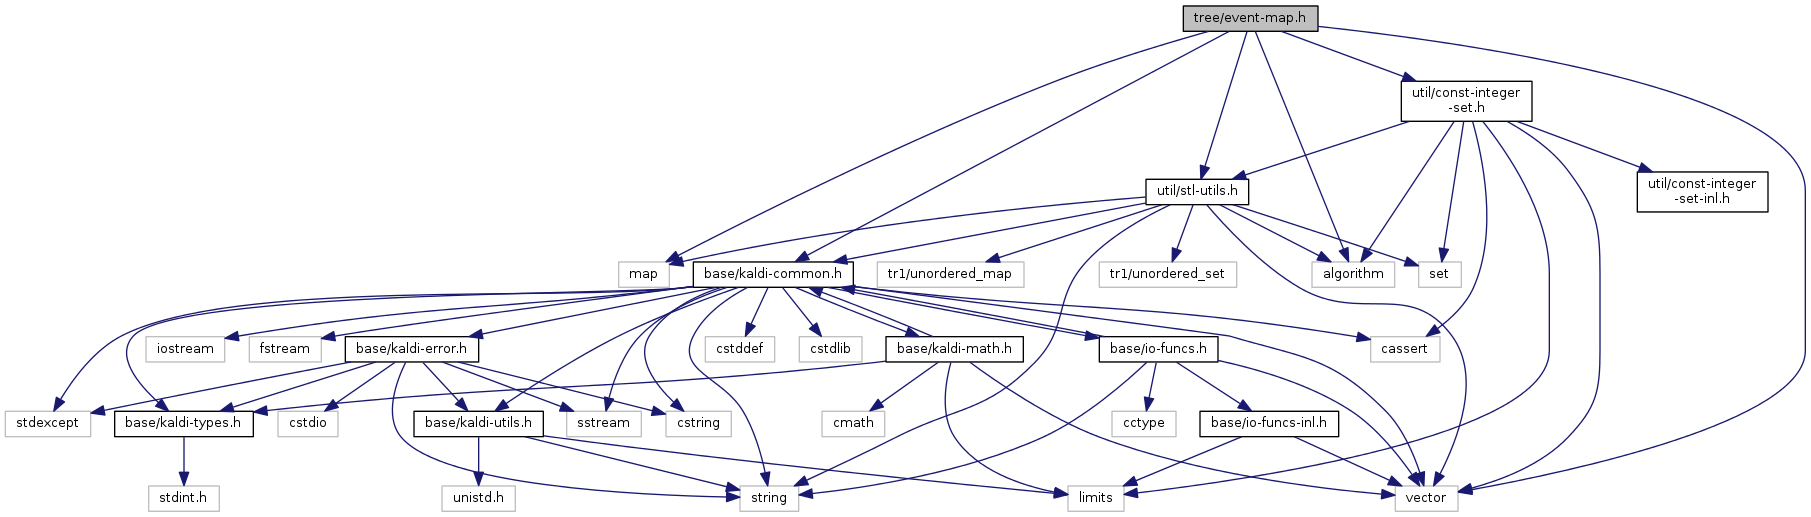 tree/event-map.h
util/const-integer
-set.h
util/stl-utils.h
util/const-integer
-set-inl.h
map
base/kaldi-common.h
tr1/unordered_map
tr1/unordered_set
algorithm
set
iostream
fstream
base/kaldi-error.h
cstddef
cstdlib
base/kaldi-math.h
base/io-funcs.h
cassert
stdexcept
base/kaldi-types.h
cstdio
base/kaldi-utils.h
sstream
cstring
cmath
cctype
base/io-funcs-inl.h
stdint.h
unistd.h
string
limits
vector